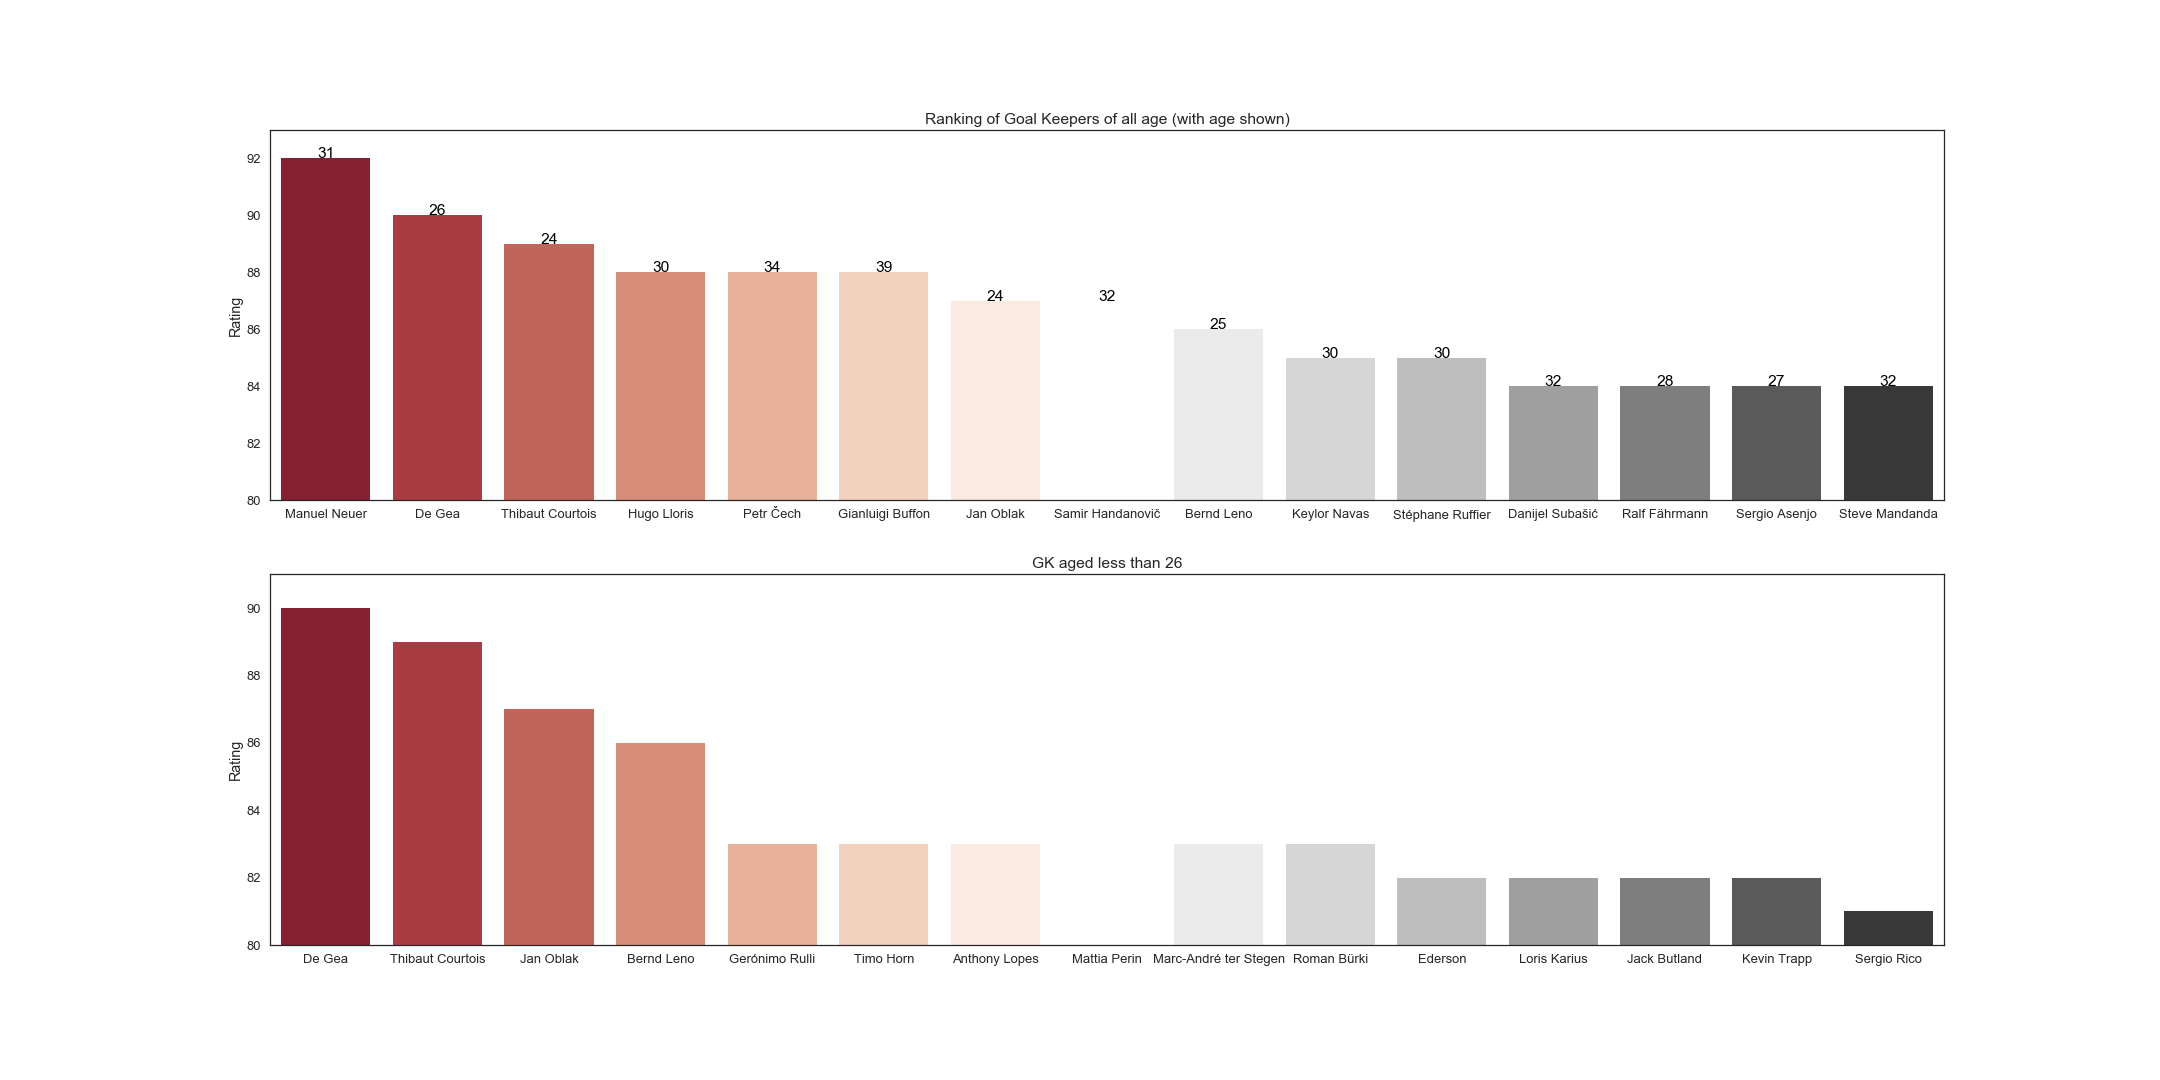 Ranking of Goal Keepers of all age (with age shown)
Rating
92
90
88
86
84
82
80
31
26
24
30
34
39
24
32
25
30
30
32
28
27
32
Manuel Neuer
De Gea
Thibaut Courtois
Hugo Lloris
Petr Čech
Gianluigi Buffon
Jan Oblak
Samir Handanovič
Bernd Leno
Keylor Navas
Stéphane Ruffier
Danijel Subašić
Ralf Fährmann
Sergio Asenjo
Steve Mandanda
GK aged less than 26
Rating
90
88
86
84
82
80
De Gea
Thibaut Courtois
Jan Oblak
Bernd Leno
Gerónimo Rulli
Timo Horn
Anthony Lopes
Mattia Perin
Marc-André ter Stegen
Roman Bürki
Ederson
Loris Karius
Jack Butland
Kevin Trapp
Sergio Rico